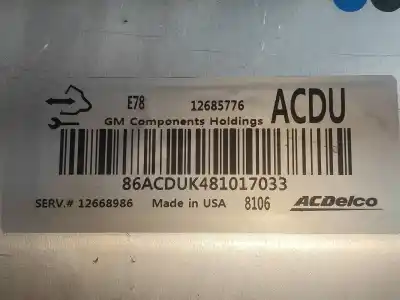 E78 12685776 ACDU
GM Components Holdings
86ACDUK481017033
SERV.# 12668986 Made in USA 8106 ACDelco